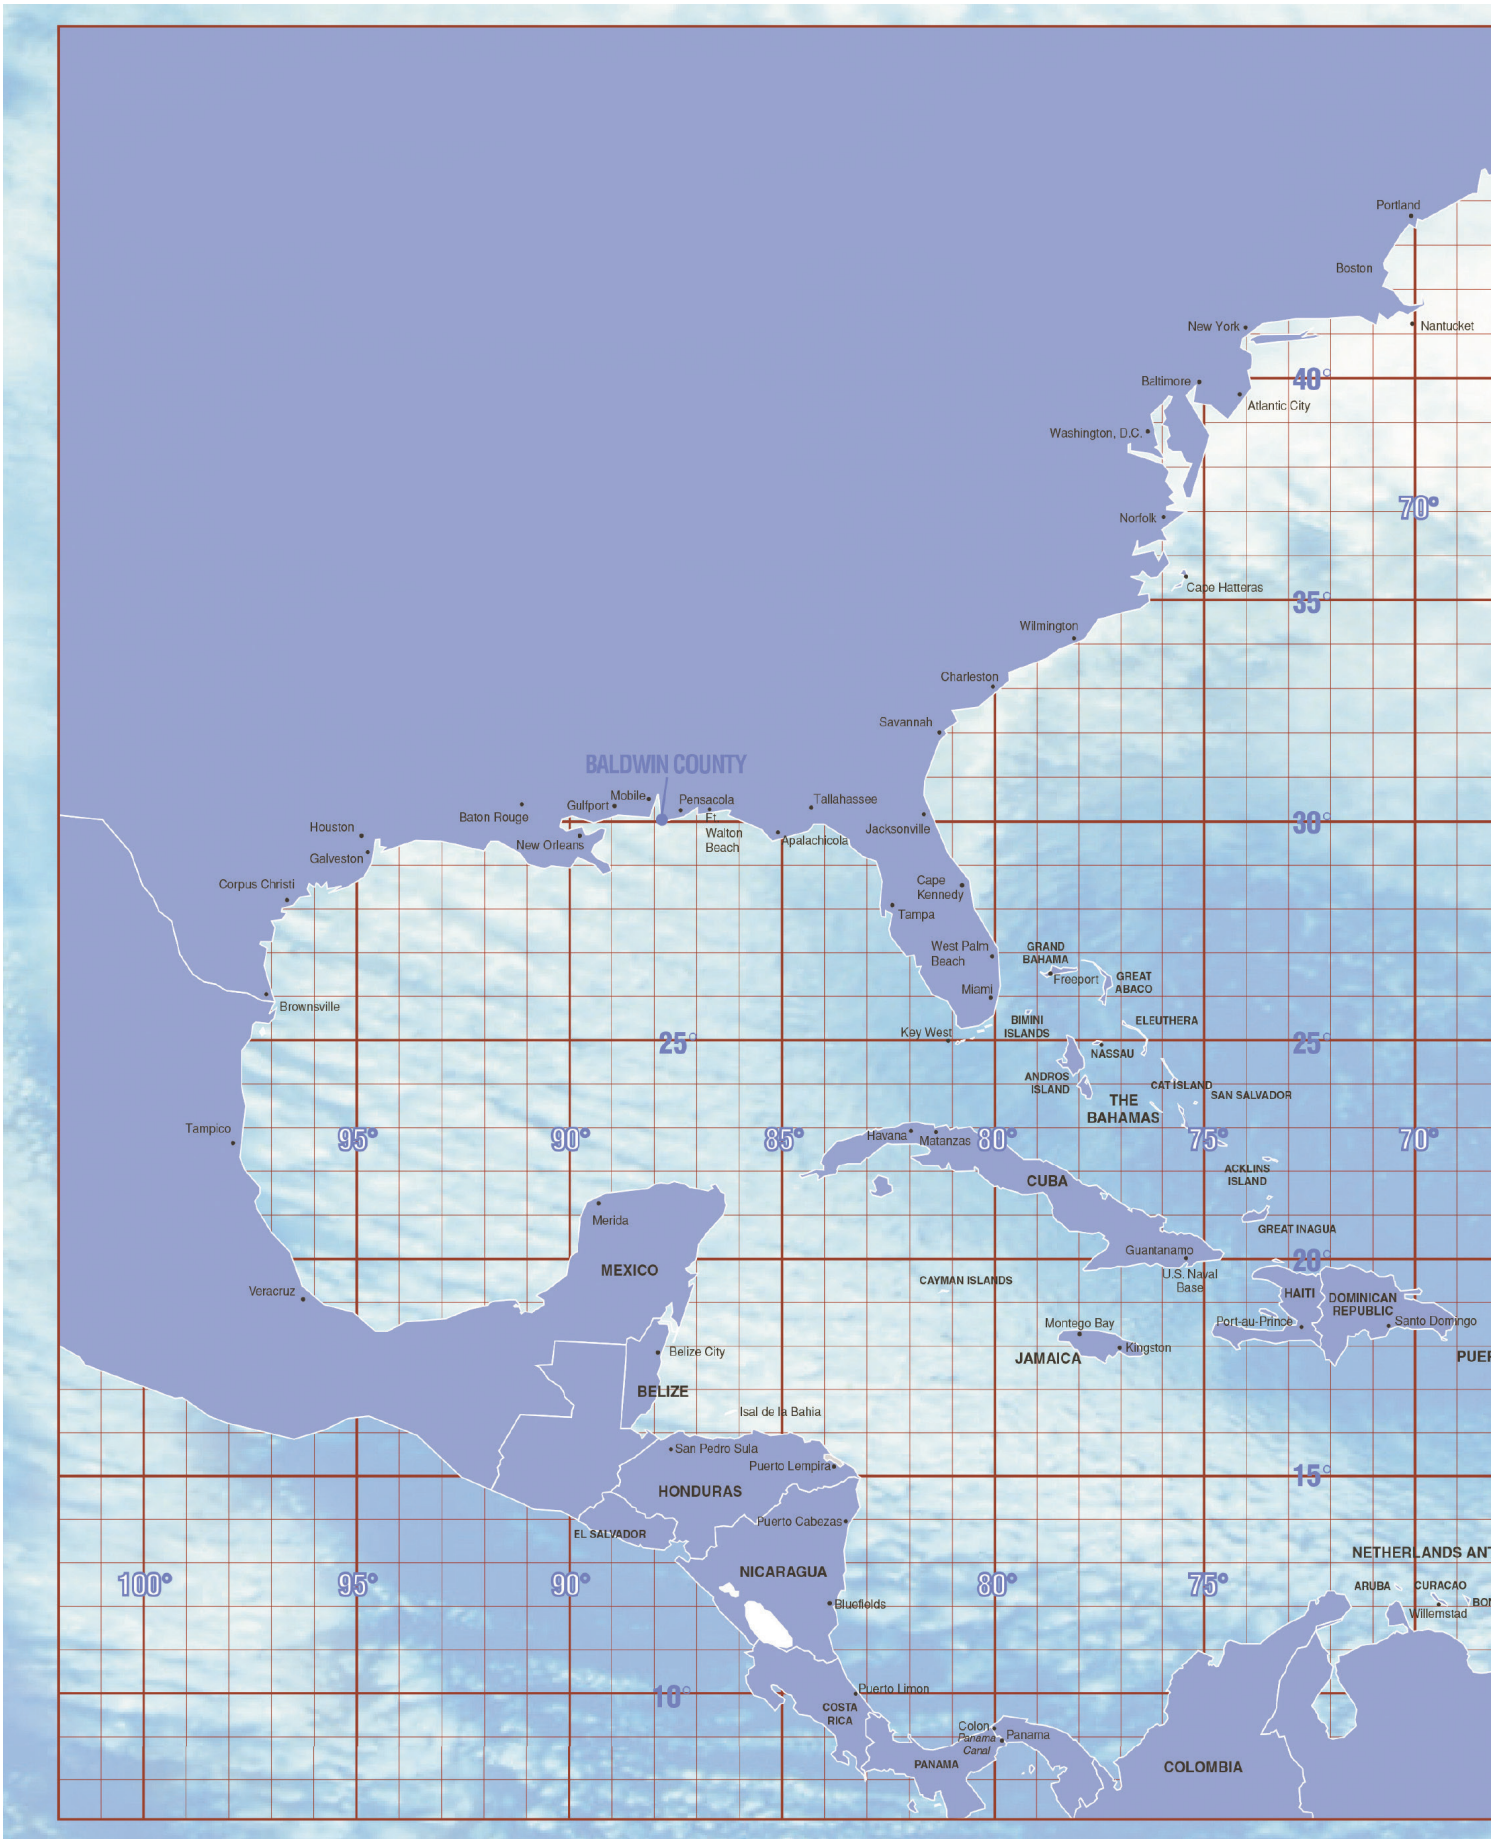 Portland
Boston
New York
Nantucket
40°
Baltimore
Atlantic City
Washington, D.C.
70°
Norfolk
Cape Hatteras
35°
Wilmington
Charleston
Savannah
BALDWIN COUNTY
Mobile
Pensacola
Tallahassee
Gulfport
Baton Rouge
Ft.
Walton
Beach
30°
Houston
Jacksonville
New Orleans
Apalachicola
Galveston
Corpus Christi
Cape
Kennedy
Tampa
West Palm
Beach
GRAND
BAHAMA
Freeport
GREAT
ABACO
Miami
Brownsville
BIMINI
ISLANDS
ELEUTHERA
Key West
25°
25°
NASSAU
ANDROS
ISLAND
CAT ISLAND
SAN SALVADOR
THE
BAHAMAS
Tampico
95°
90°
85°
Havana
Matanzas
80°
75°
70°
ACKLINS
ISLAND
CUBA
Merida
GREAT INAGUA
Guantanamo
20°
MEXICO
U.S. Naval
Base
CAYMAN ISLANDS
Veracruz
HAITI
DOMINICAN
REPUBLIC
Montego Bay
Port-au-Prince
Santo Domingo
Belize City
Kingston
JAMAICA
PUER
BELIZE
Isal de la Bahia
San Pedro Sula
Puerto Lempira
15°
HONDURAS
Puerto Cabezas
EL SALVADOR
NETHERLANDS ANT
NICARAGUA
100°
95°
90°
80°
75°
ARUBA
CURACAO
Bluefields
BON
Willemstad
Puerto Limon
10°
COSTA
RICA
Colon
Panama
Canal
Panama
PANAMA
COLOMBIA